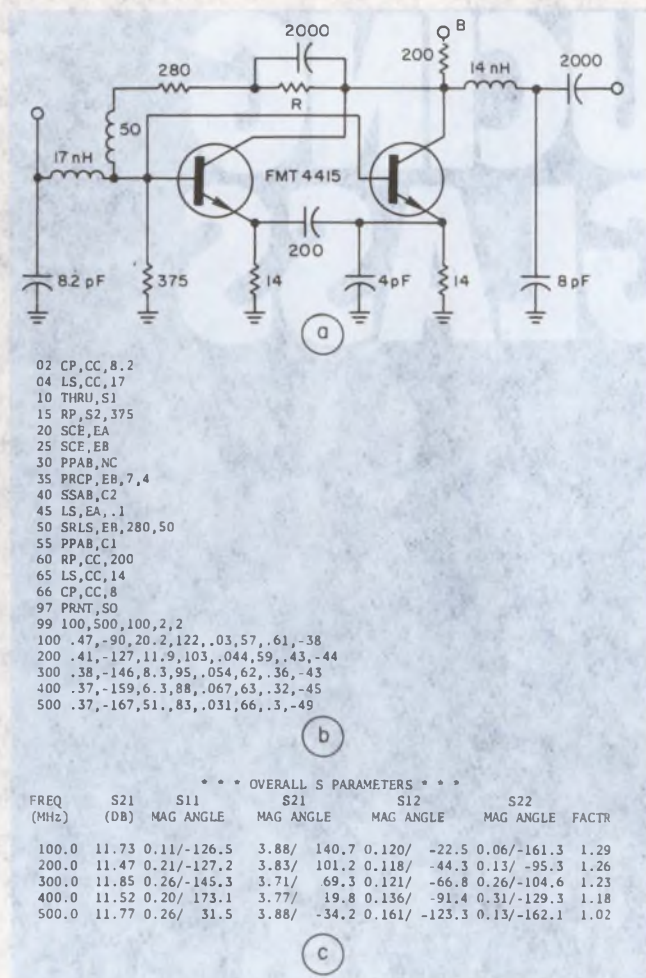 B
2000
200
14 nH
2000
280
R
50
17 nH
FMT 4415
200
8.2 pF
375
14
4pF
14
8pF
a
02 CP,CC,8.2
04 LS,CC,17
10 THRU,S1
15 RP,S2,375
20 SCE,EA
25 SCE,EB
30 PPAB,NC
35 PRCP,EB,7,4
40 SSAB,C2
45 LS,EA,.1
50 SRLS,EB,280,50
55 PPAB,C1
60 RP,CC,200
65 LS,CC,14
66 CP,CC,8
97 PRNT,SO
99 100,500,100,2,2
100 .47,-90,20.2,122,.03,57,.61,-38
200 .41,-127,11.9,103,.044,59,.43,-44
300 .38,-146,8.3,95,.054,62,.36,-43
400 .37,-159,6.3,88,.067,63,.32,-45
500 .37,-167,51.,83,.031,66,.3,-49
b
* * * OVERALL S PARAMETERS * * *
FREQ S21 S11 S21 S12 S22
(MHz) (DB) MAG ANGLE MAG ANGLE MAG ANGLE MAG ANGLE FACTR
100.0 11.73 0.11/-126.5 3.88/ 140.7 0.120/ -22.5 0.06/-161.3 1.29
200.0 11.47 0.21/-127.2 3.83/ 101.2 0.118/ -44.3 0.13/ -95.3 1.26
300.0 11.85 0.26/-145.3 3.71/ 69.3 0.121/ -66.8 0.26/-104.6 1.23
400.0 11.52 0.20/ 173.1 3.77/ 19.8 0.136/ -91.4 0.31/-129.3 1.18
500.0 11.77 0.26/ 31.5 3.88/ -34.2 0.161/ -123.3 0.13/-162.1 1.02
c